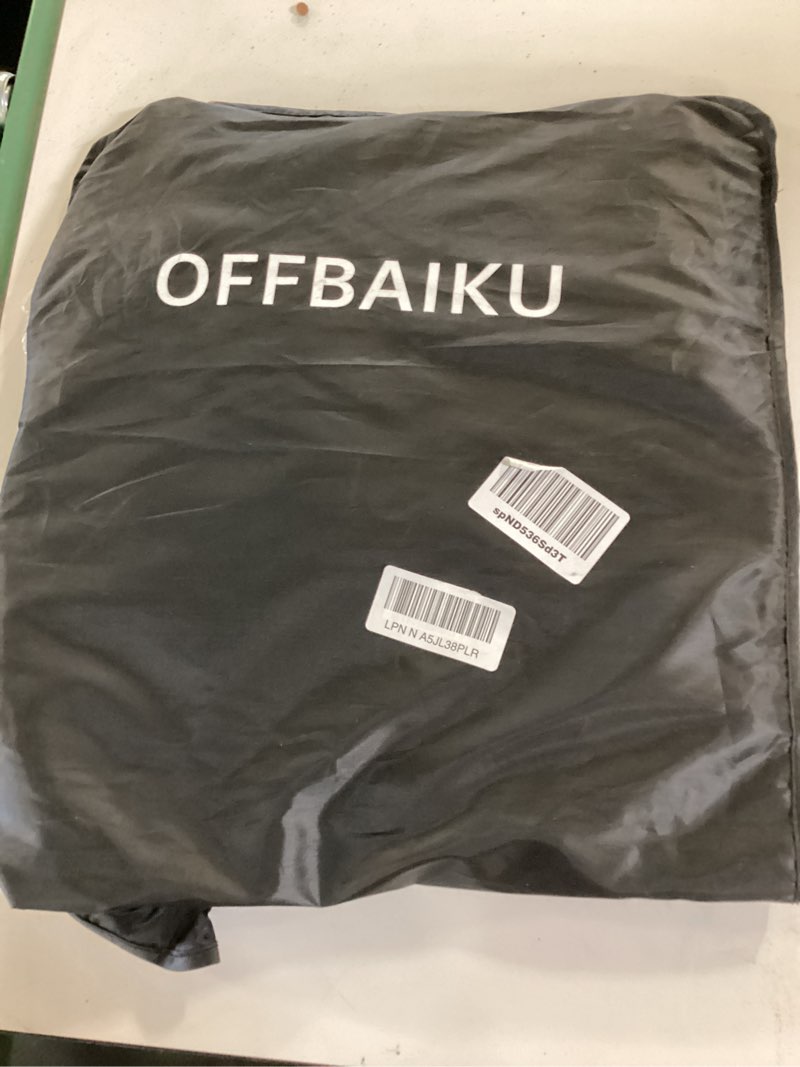 OFFBAIKU
spND536Sd3T
LPN N A5JL38PLR